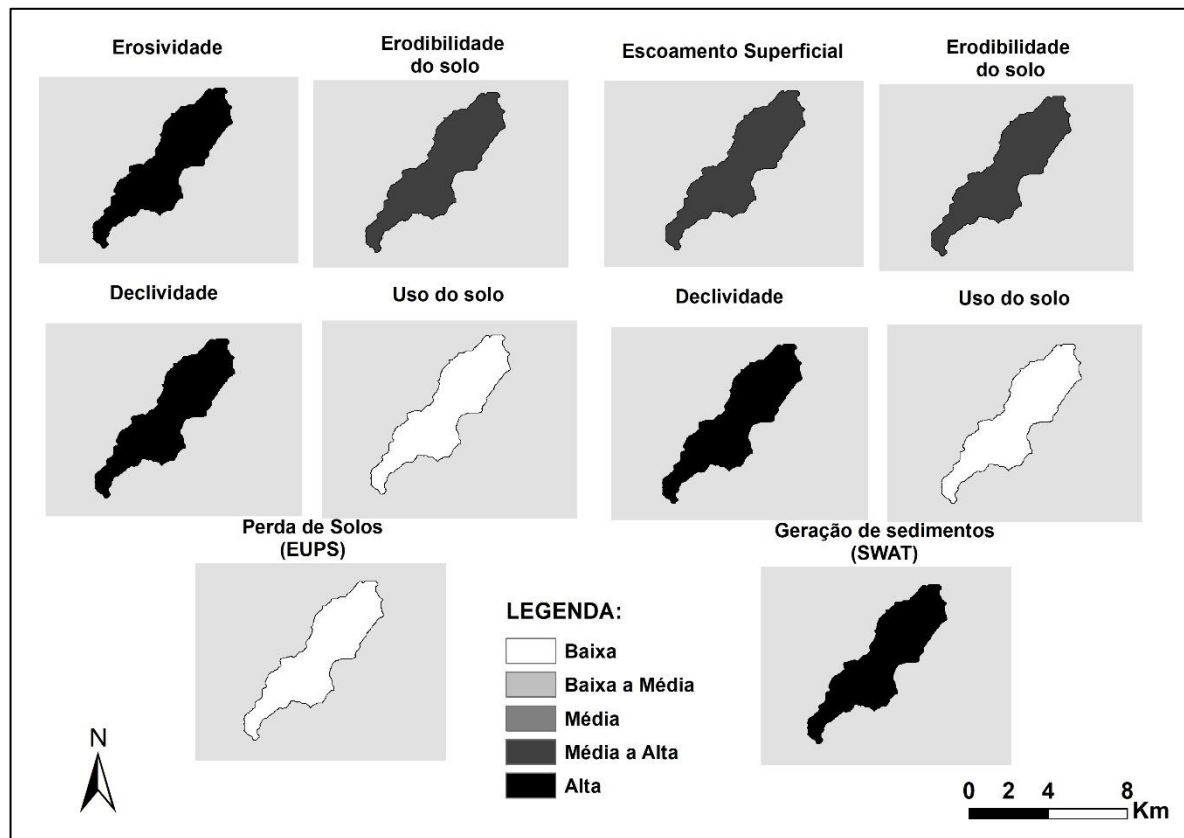 Erosividade
Erodibilidade
do solo
Escoamento Superficial
Erodibilidade
do solo
Declividade
Uso do solo
Declividade
Uso do solo
Perda de Solos
(EUPS)
Geração de sedimentos
(SWAT)
LEGENDA:
Baixa
Baixa a Média
Média
Média a Alta
Alta
N
0 2 4 8
Km